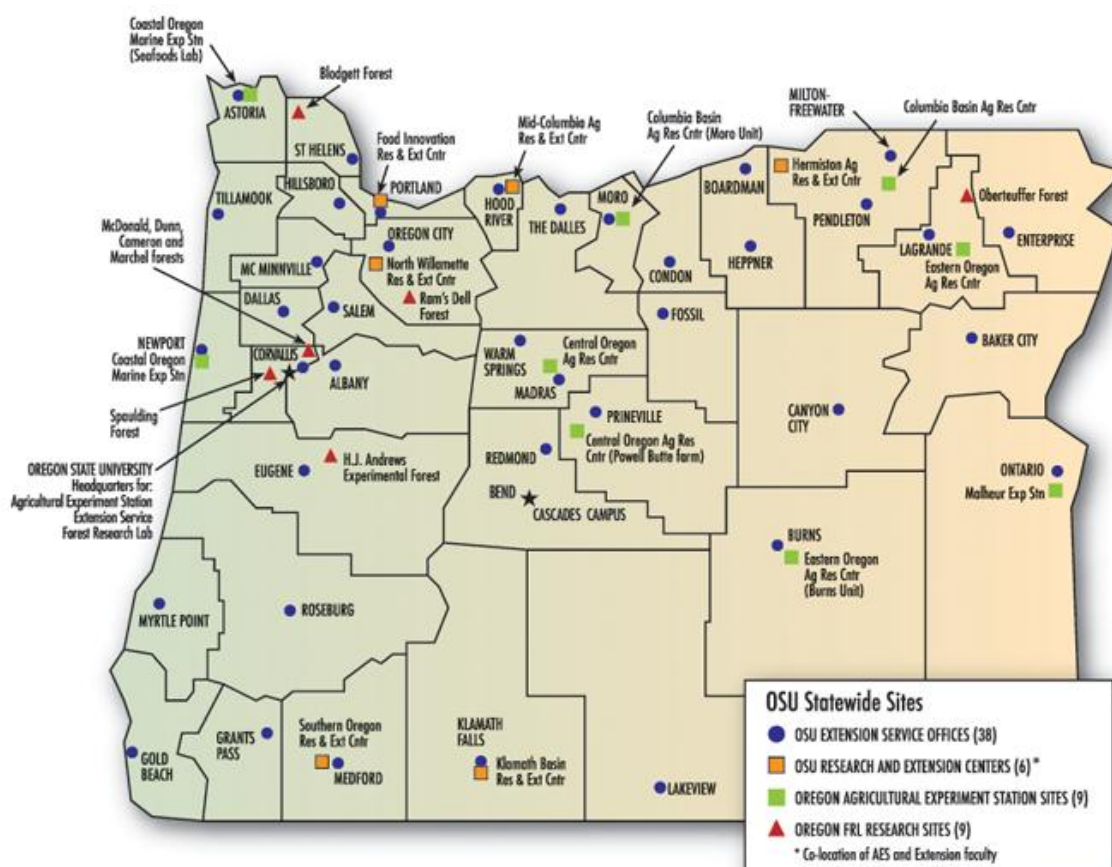 Coastal Oregon
Marine Exp Stn
(Seafoods Lab)
ASTORIA
Blodgett Forest
ST HELENS
Food Innovation
Res & Ext Cntr
PORTLAND
Mid-Columbia Ag
Res & Ext Cntr
HOOD
RIVER
THE DALLES
Columbia Basin
Ag Res Cntr (Moro Unit)
MORO
BOARDMAN
MILTON-
FREEWATER
Columbia Basin Ag Res Cntr
Hermiston Ag
Res & Ext Cntr
PENDLETON
Oberteuffer Forest
LAGRANDE
Eastern Oregon
Ag Res Cntr
ENTERPRISE
TILLAMOOK
HILLSBORO
McDonald, Dunn,
Cameron and
Marchel forests
MC MINNVILLE
OREGON CITY
North Willamette
Res & Ext Cntr
Ram's Dell
Forest
CONDON
HEPPNER
DALLAS
SALEM
FOSSIL
BAKER CITY
NEWPORT
Coastal Oregon
Marine Exp Stn
CORVALLIS
ALBANY
WARM
SPRINGS
Central Oregon
Ag Res Cntr
MADRAS
Spaulding
Forest
PRINEVILLE
Central Oregon Ag Res
Cntr (Powell Butte farm)
CANYON
CITY
OREGON STATE UNIVERSITY
Headquarters for:
Agricultural Experiment Station
Extension Service
Forest Research Lab
EUGENE
H.J. Andrews
Experimental Forest
REDMOND
BEND
CASCADES CAMPUS
ONTARIO
Malheur Exp Stn
BURNS
Eastern Oregon
Ag Res Cntr
(Burns Unit)
MYRTLE POINT
ROSEBURG
GOLD
BEACH
GRANTS
PASS
Southern Oregon
Res & Ext Cntr
MEDFORD
KLAMATH
FALLS
Klamath Basin
Res & Ext Cntr
LAKEVIEW
OSU Statewide Sites
OSU EXTENSION SERVICE OFFICES (38)
OSU RESEARCH AND EXTENSION CENTERS (6)*
OREGON AGRICULTURAL EXPERIMENT STATION SITES (9)
OREGON FRL RESEARCH SITES (9)
* Co-location of AES and Extension faculty